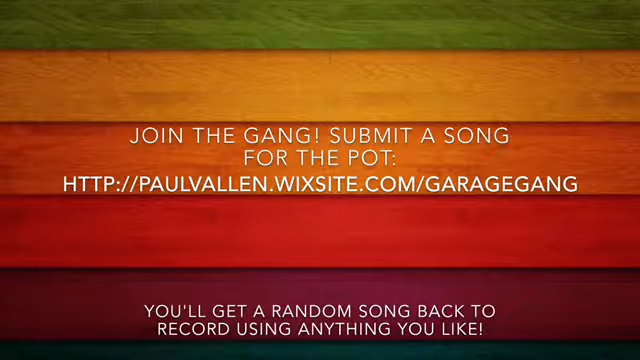 JOIN THE GANG! SUBMIT A SONG
FOR THE POT:
HTTP://PAULVALLEN.WIXSITE.COM/GARAGEGANG
YOU'LL GET A RANDOM SONG BACK TO
RECORD USING ANYTHING YOU LIKE!